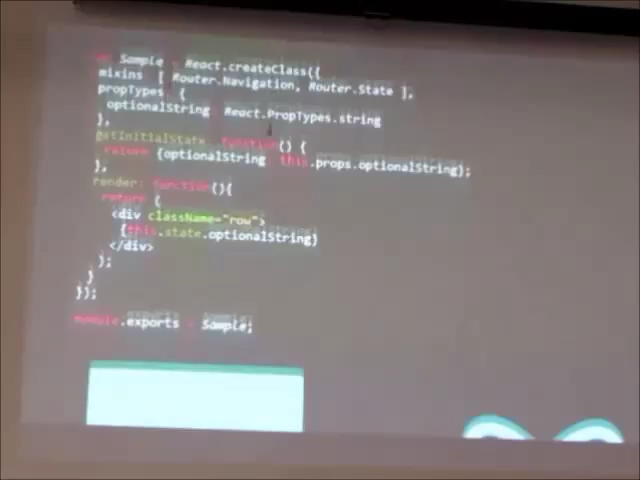 var Sample = React.createClass({
mixins: [ Router.Navigation, Router.State ],
propTypes: {
optionalString: React.PropTypes.string
},
getInitialState: function() {
return {optionalString: this.props.optionalString};
},
render: function(){
return (
<div className="row">
{this.state.optionalString}
</div>
);
}
});
module.exports = Sample;